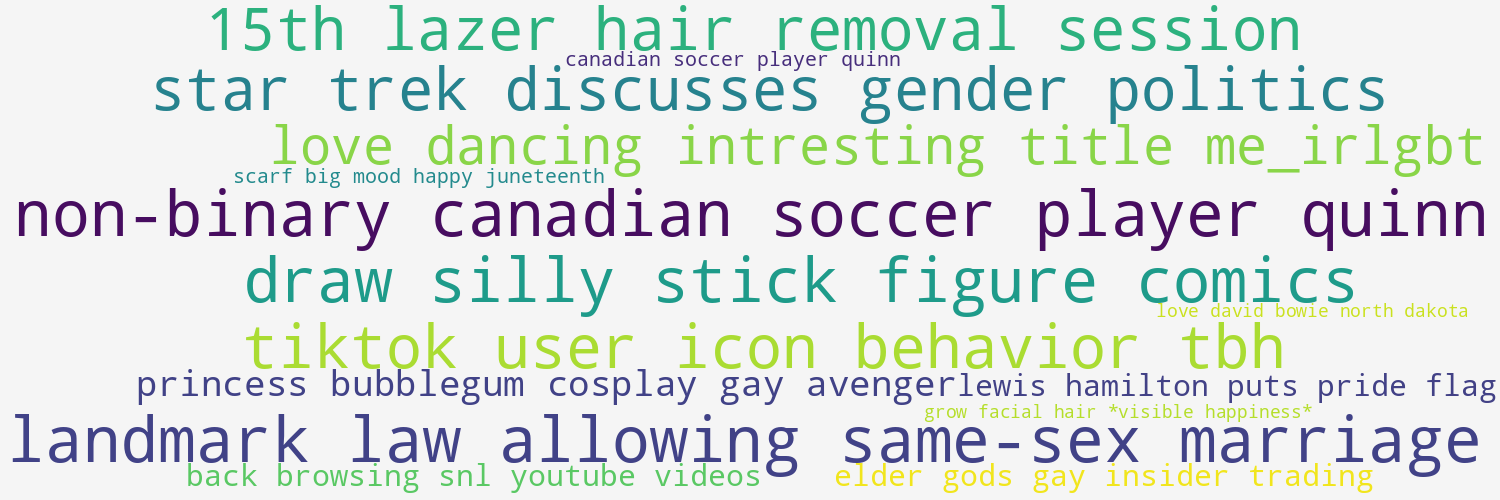 15th lazer hair removal session
canadian soccer player quinn
star trek discusses gender politics
love dancing intresting title me_irlgbt
scarf big mood happy juneteenth
non-binary canadian soccer player quinn
draw silly stick figure comics
love david bowie north dakota
tiktok user icon behavior tbh
princess bubblegum cosplay gay avenger
lewis hamilton puts pride flag
grow facial hair *visible happiness*
landmark law allowing same-sex marriage
back browsing snl youtube videos
elder gods gay insider trading